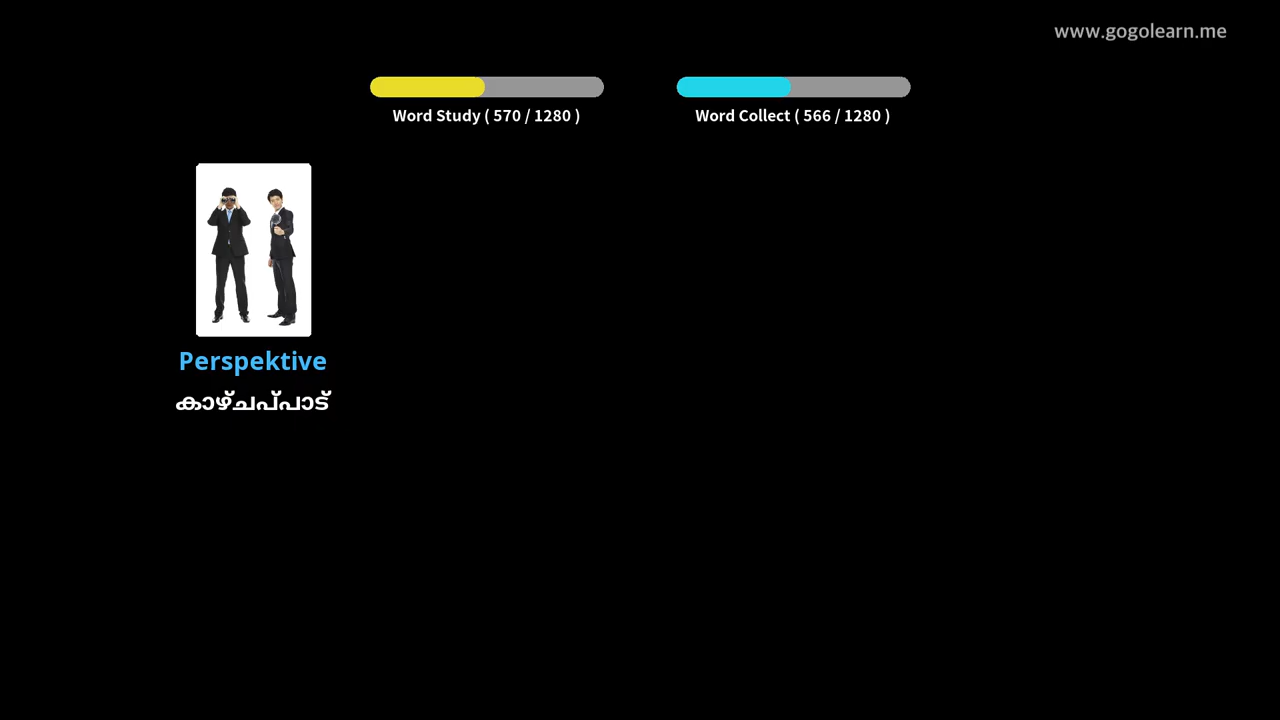 www.gogolearn.me
Word Study ( 570 / 1280 )
Word Collect ( 566 / 1280 )
Perspektive
കാഴ്ചപ്പാട്